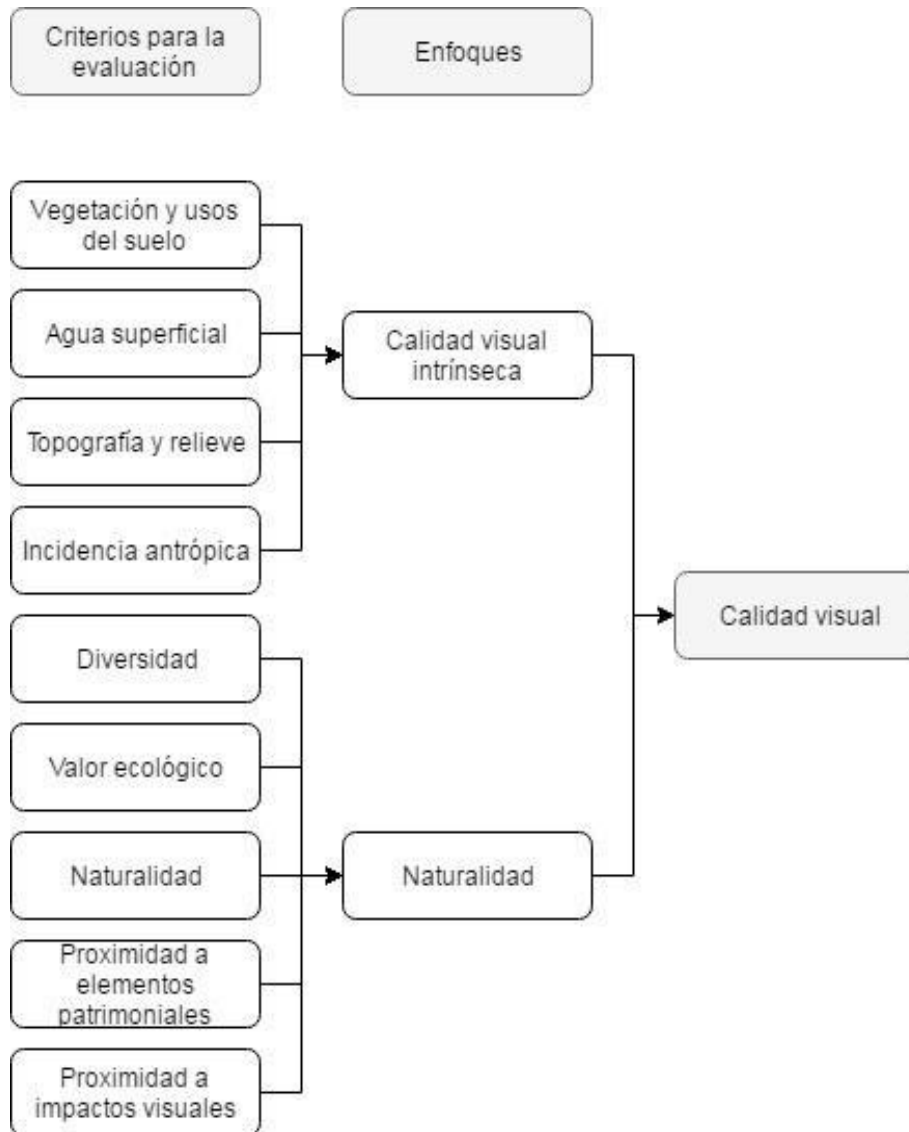 Criterios para la
evaluación
Enfoques
Vegetación y usos
del suelo
Agua superficial
Topografía y relieve
Incidencia antrópica
Calidad visual
intrínseca
Diversidad
Valor ecológico
Naturalidad
Proximidad a
elementos
patrimoniales
Proximidad a
impactos visuales
Naturalidad
Calidad visual